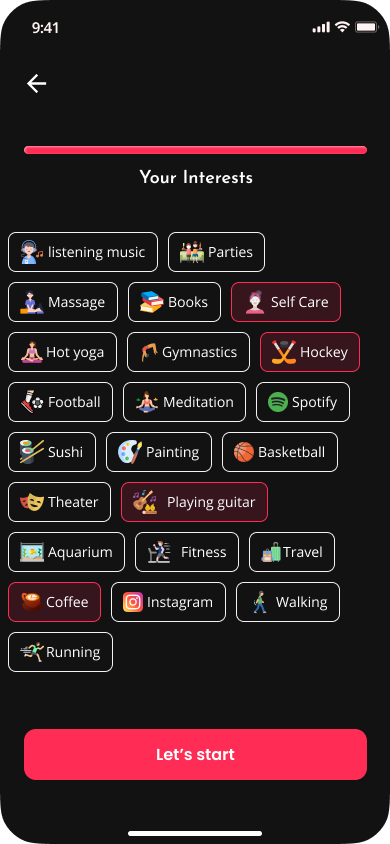 9:41
Your Interests
listening music Parties
Massage Books Self Care
Hot yoga Gymnastics Hockey
Football Meditation Spotify
Sushi Painting Basketball
Theater Playing guitar
Aquarium Fitness Travel
Coffee Instagram Walking
Running
Let’s start